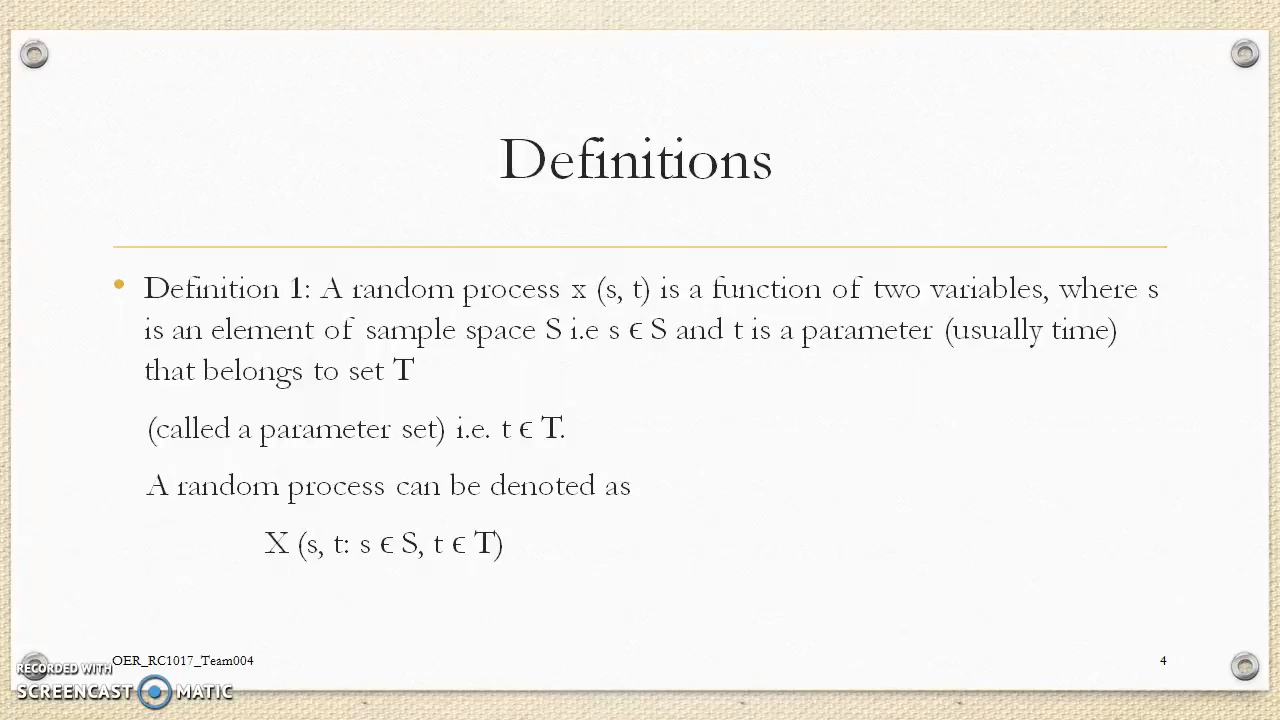 Definitions
• Definition 1: A random process x (s, t) is a function of two variables, where s
is an element of sample space S i.e s ϵ S and t is a parameter (usually time)
that belongs to set T
(called a parameter set) i.e. t ϵ T.
A random process can be denoted as
X (s, t: s ϵ S, t ϵ T)
OER_RC1017_Team004
4
RECORDED WITH
SCREENCAST MATIC